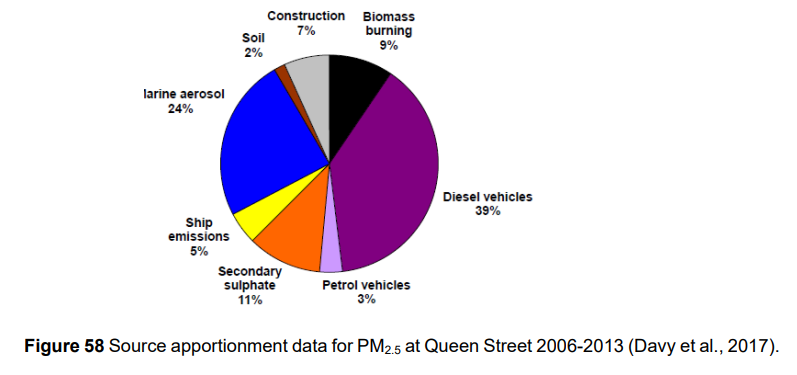 Construction
7%
Biomass
burning
9%
Soil
2%
larine aerosol
24%
Diesel vehicles
39%
Ship
emissions
5%
Secondary
sulphate
11%
Petrol vehicles
3%
Figure 58 Source apportionment data for PM2.5 at Queen Street 2006-2013 (Davy et al., 2017).